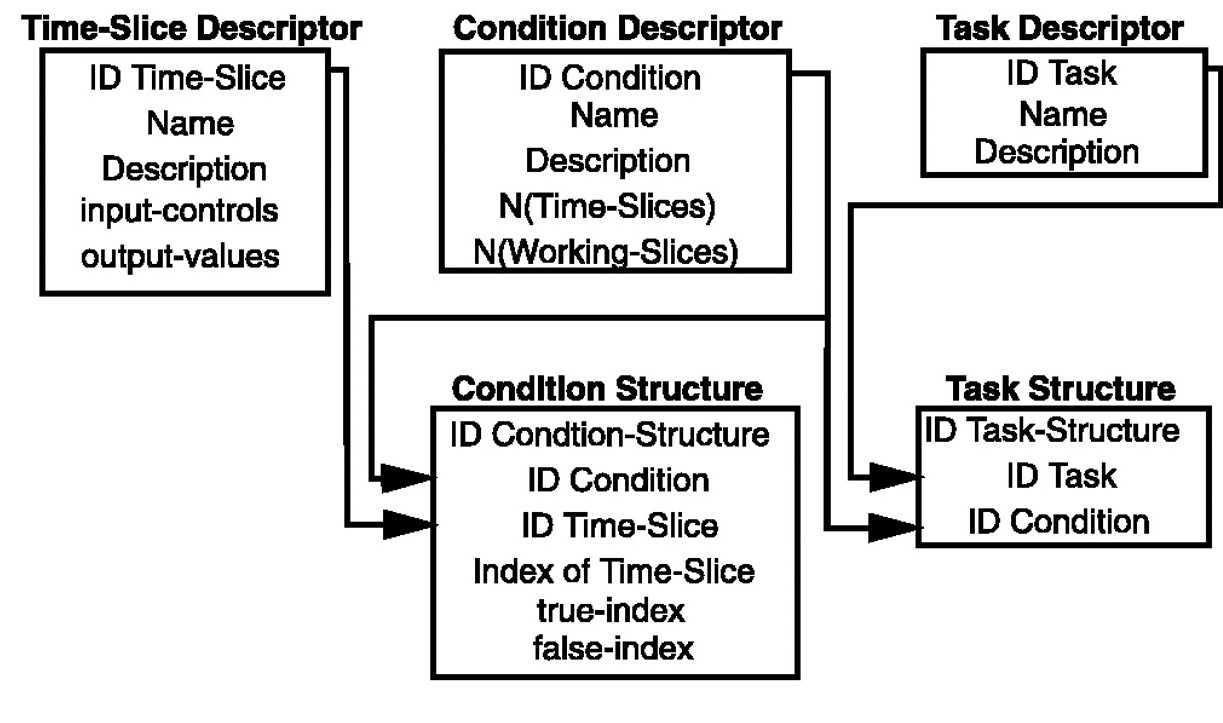 Time-Slice Descriptor
ID Time-Slice
Name
Description
input-controls
output-values
Condition Descriptor
ID Condition
Name
Description
N(Time-Slices)
N(Working-Slices)
Task Descriptor
ID Task
Name
Description
Condition Structure
ID Condtion-Structure
ID Condition
ID Time-Slice
Index of Time-Slice
true-index
false-index
Task Structure
ID Task-Structure
ID Task
ID Condition